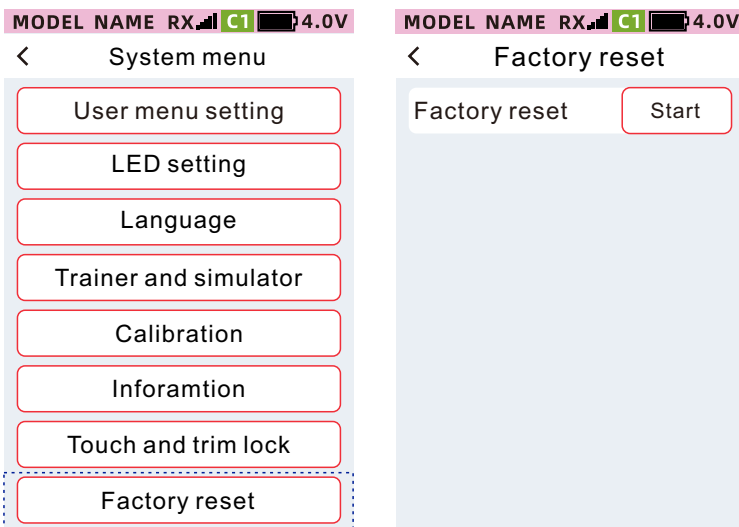 MODEL NAME RX C1 4.0V
System menu
User menu setting
LED setting
Language
Trainer and simulator
Calibration
Inforamtion
Touch and trim lock
Factory reset
MODEL NAME RX C1 4.0V
Factory reset
Factory reset Start